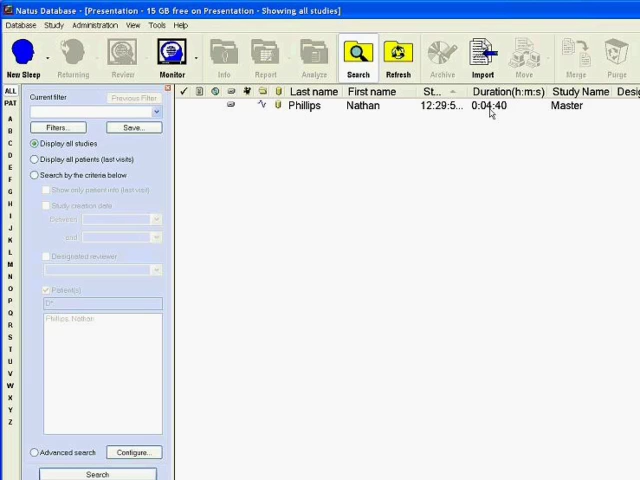 Natus Database - [Presentation - 15 GB free on Presentation - Showing all studies]
Database Study Administration View Tools Help
New Sleep Returning Review Monitor Info Report Analyze Search Refresh Archive Import Move Merge Purge
ALL
PAT
A
B
C
D
E
F
G
H
I
J
K
L
M
N
O
P
Q
R
S
T
U
V
W
X
Y
Z
Current filter
Previous Filter
Filters...
Save...
Display all studies
Display all patients (last visits)
Search by the criteria below
Show only patient info (last visit)
Study creation date
Between:
and:
Designated reviewer
Patient(s)
Phillips, Nathan
Advanced search
Configure...
Search
Last name First name St... Duration(h:m:s) Study Name Desig
Phillips Nathan 12:29:5... 0:04:40 Master